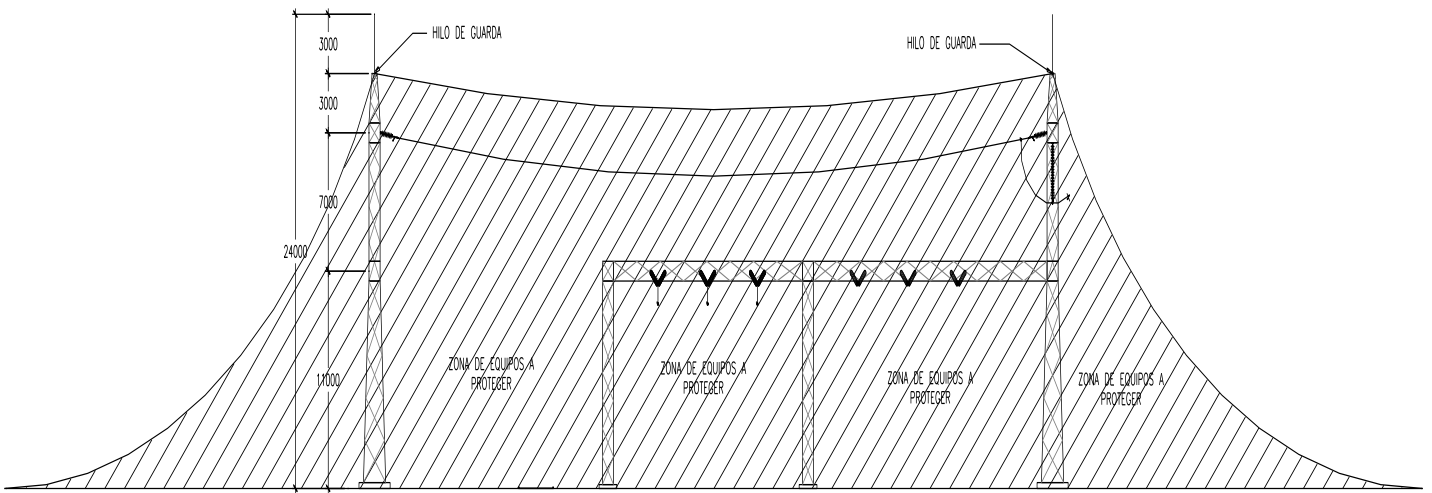 3000
HILO DE GUARDA
HILO DE GUARDA
3000
7000
24000
11000
ZONA DE EQUIPOS A
PROTEGER
ZONA DE EQUIPOS A
PROTEGER
ZONA DE EQUIPOS A
PROTEGER
ZONA DE EQUIPOS A
PROTEGER